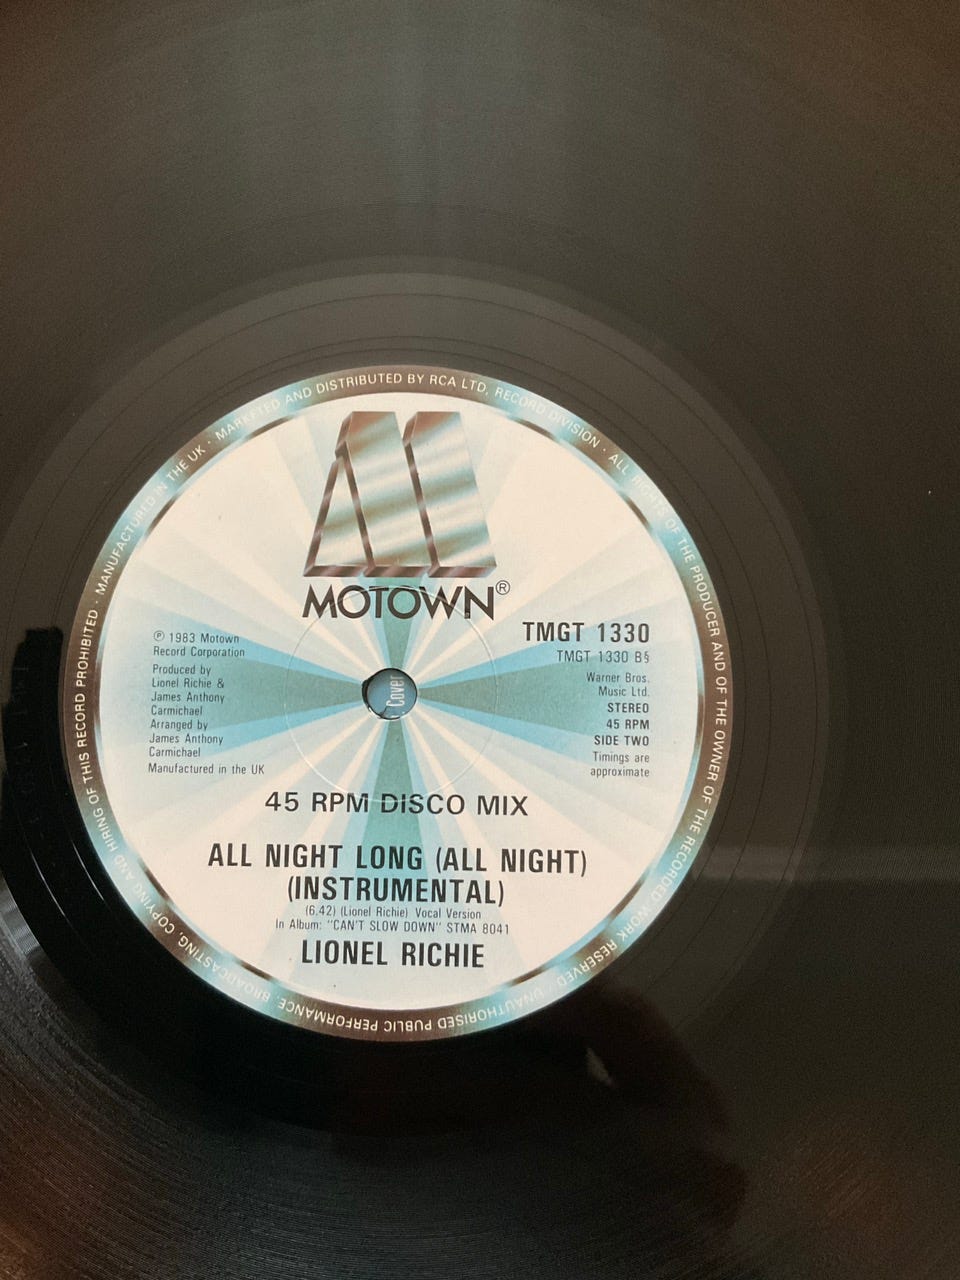 MANUFACTURED IN THE UK · MARKETED AND DISTRIBUTED BY RCA LTD, RECORD DIVISION · ALL RIGHTS OF THE PRODUCER AND OF THE OWNER OF THE RECORDED WORK RESERVED · UNAUTHORISED PUBLIC PERFORMANCE, BROADCASTING, COPYING AND HIRING OF THIS RECORD PROHIBITED ·
MOTOWN®
℗ 1983 Motown
Record Corporation
Produced by
Lionel Richie &
James Anthony
Carmichael
Arranged by
James Anthony
Carmichael
Manufactured in the UK
Cover
TMGT 1330
TMGT 1330 B§
Warner Bros.
Music Ltd.
STEREO
45 RPM
SIDE TWO
Timings are
approximate
45 RPM DISCO MIX
ALL NIGHT LONG (ALL NIGHT)
(INSTRUMENTAL)
(6.42) (Lionel Richie) Vocal Version
In Album: "CAN'T SLOW DOWN" STMA 8041
LIONEL RICHIE